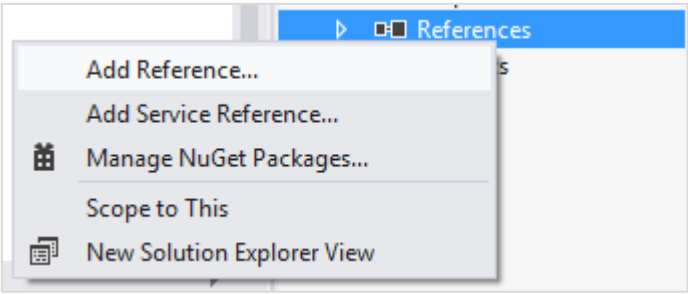 References
Add Reference...
Add Service Reference...
Manage NuGet Packages...
Scope to This
New Solution Explorer View